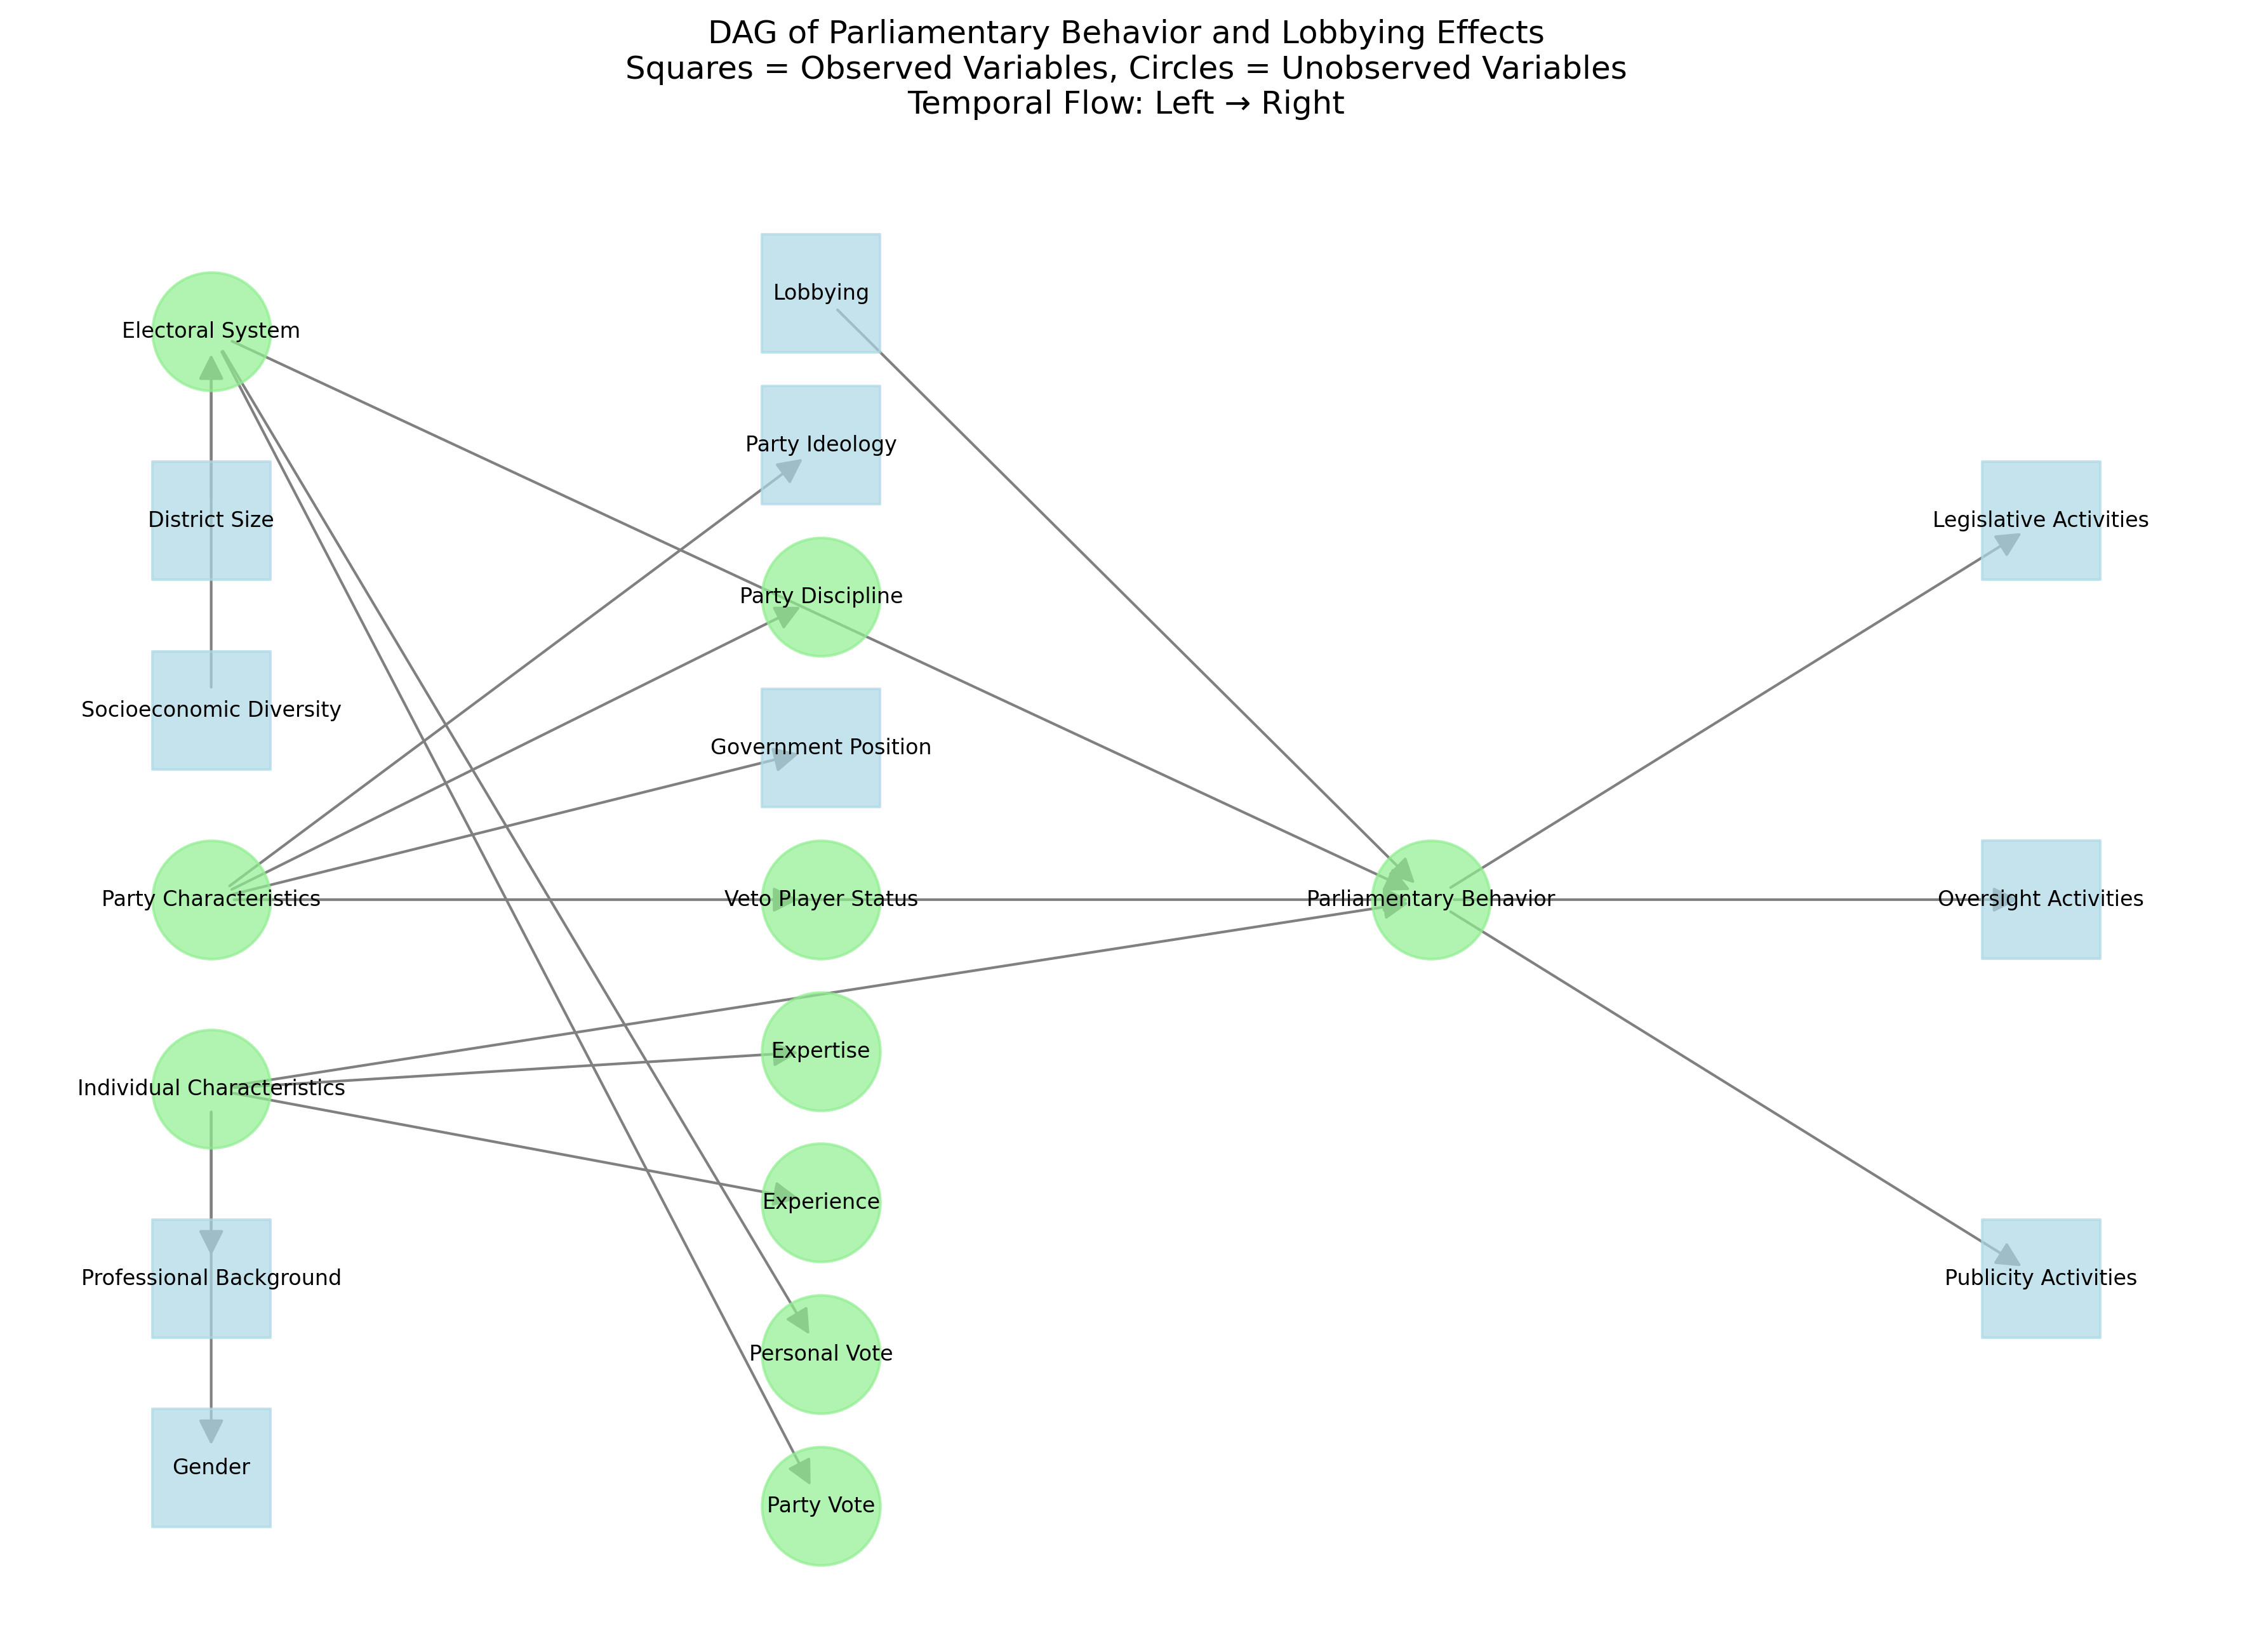 DAG of Parliamentary Behavior and Lobbying Effects
Squares = Observed Variables, Circles = Unobserved Variables
Temporal Flow: Left → Right
Electoral System
District Size
Socioeconomic Diversity
Party Characteristics
Individual Characteristics
Professional Background
Gender
Lobbying
Party Ideology
Party Discipline
Government Position
Veto Player Status
Expertise
Experience
Personal Vote
Party Vote
Parliamentary Behavior
Legislative Activities
Oversight Activities
Publicity Activities